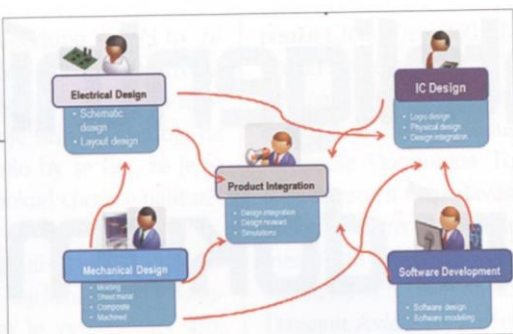 Electrical Design
• Schematic
design
• Layout design
IC Design
• Logic design
• Physical design
• Design integration
Product Integration
• Design integration
• Design reviews
• Simulations
Mechanical Design
• Molding
• Sheet metal
• Composite
• Machined
Software Development
• Software design
• Software modeling